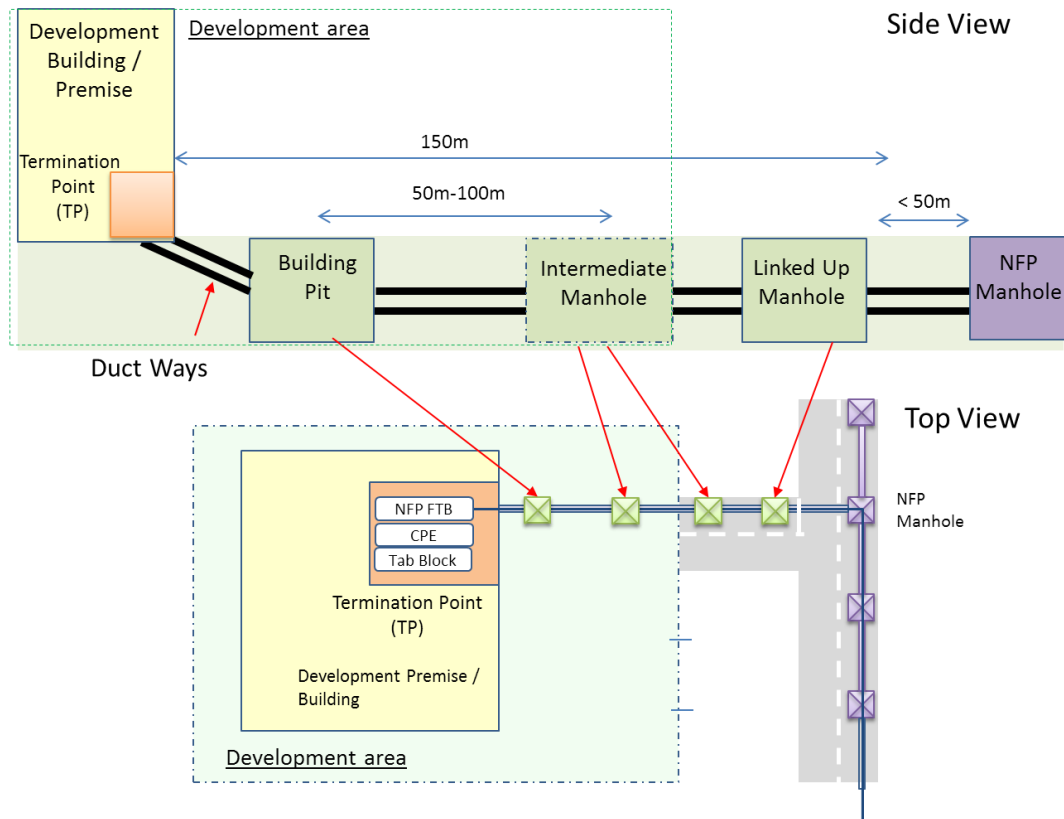 Side View
Development
Building /
Premise
Development area
Termination
Point
(TP)
150m
50m-100m
< 50m
Building
Pit
Intermediate
Manhole
Linked Up
Manhole
NFP
Manhole
Duct Ways
Top View
NFP FTB
CPE
Tab Block
NFP
Manhole
Termination Point
(TP)
Development Premise /
Building
Development area